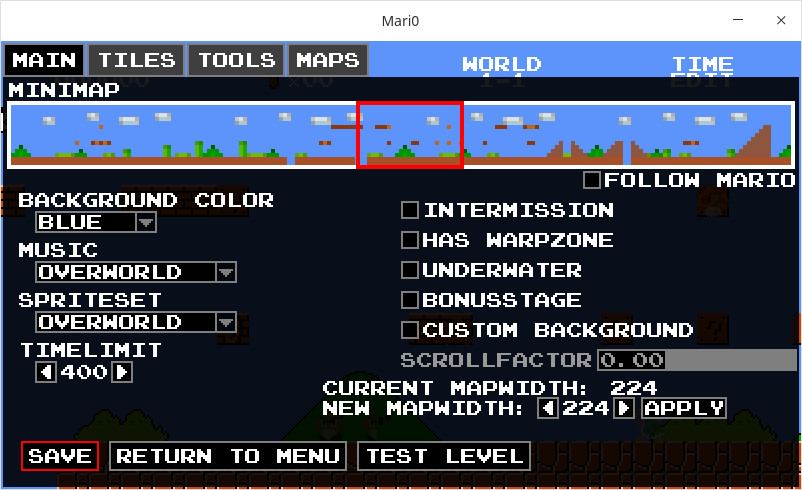 Mari0
MAIN TILES TOOLS MAPS
WORLD TIME
1-1 EDIT
MINIMAP
FOLLOW MARIO
BACKGROUND COLOR
BLUE
MUSIC
OVERWORLD
SPRITESET
OVERWORLD
TIMELIMIT
400
INTERMISSION
HAS WARPZONE
UNDERWATER
BONUSSTAGE
CUSTOM BACKGROUND
SCROLLFACTOR 0.00
CURRENT MAPWIDTH: 224
NEW MAPWIDTH: 224 APPLY
SAVE RETURN TO MENU TEST LEVEL